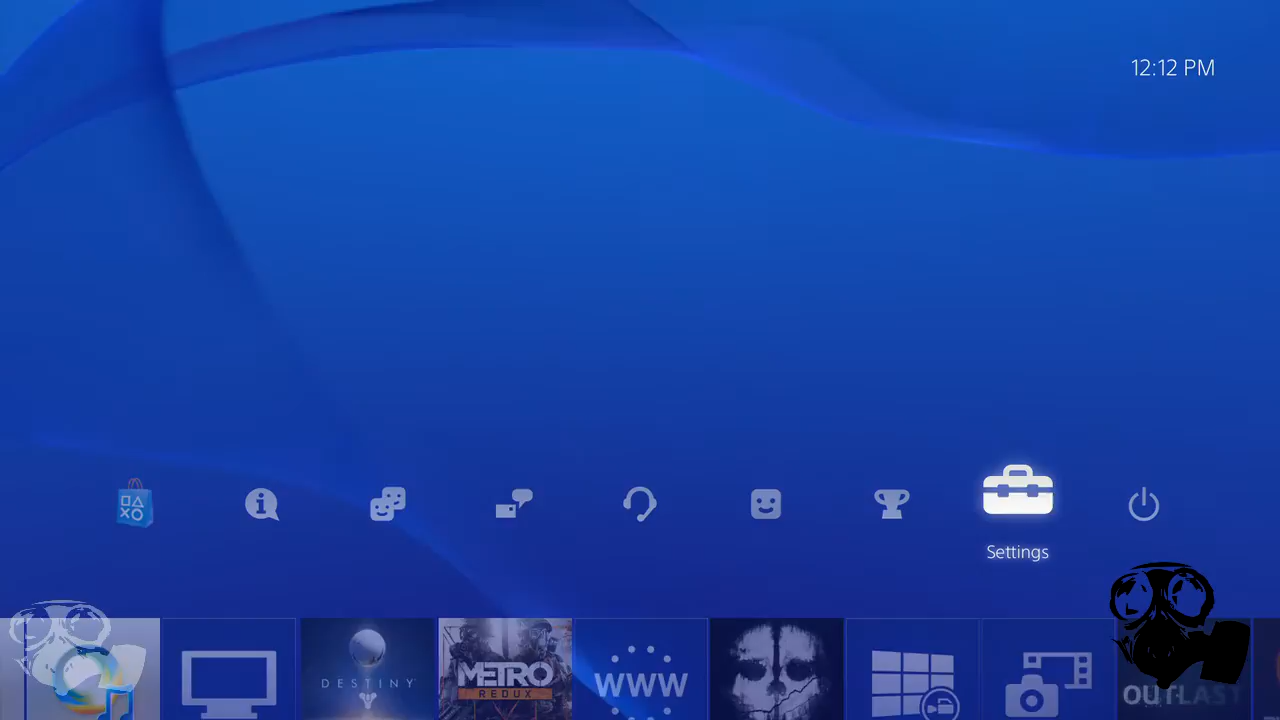 12:12 PM
Settings
DESTINY
METRO
REDUX
WWW
OUTLAST